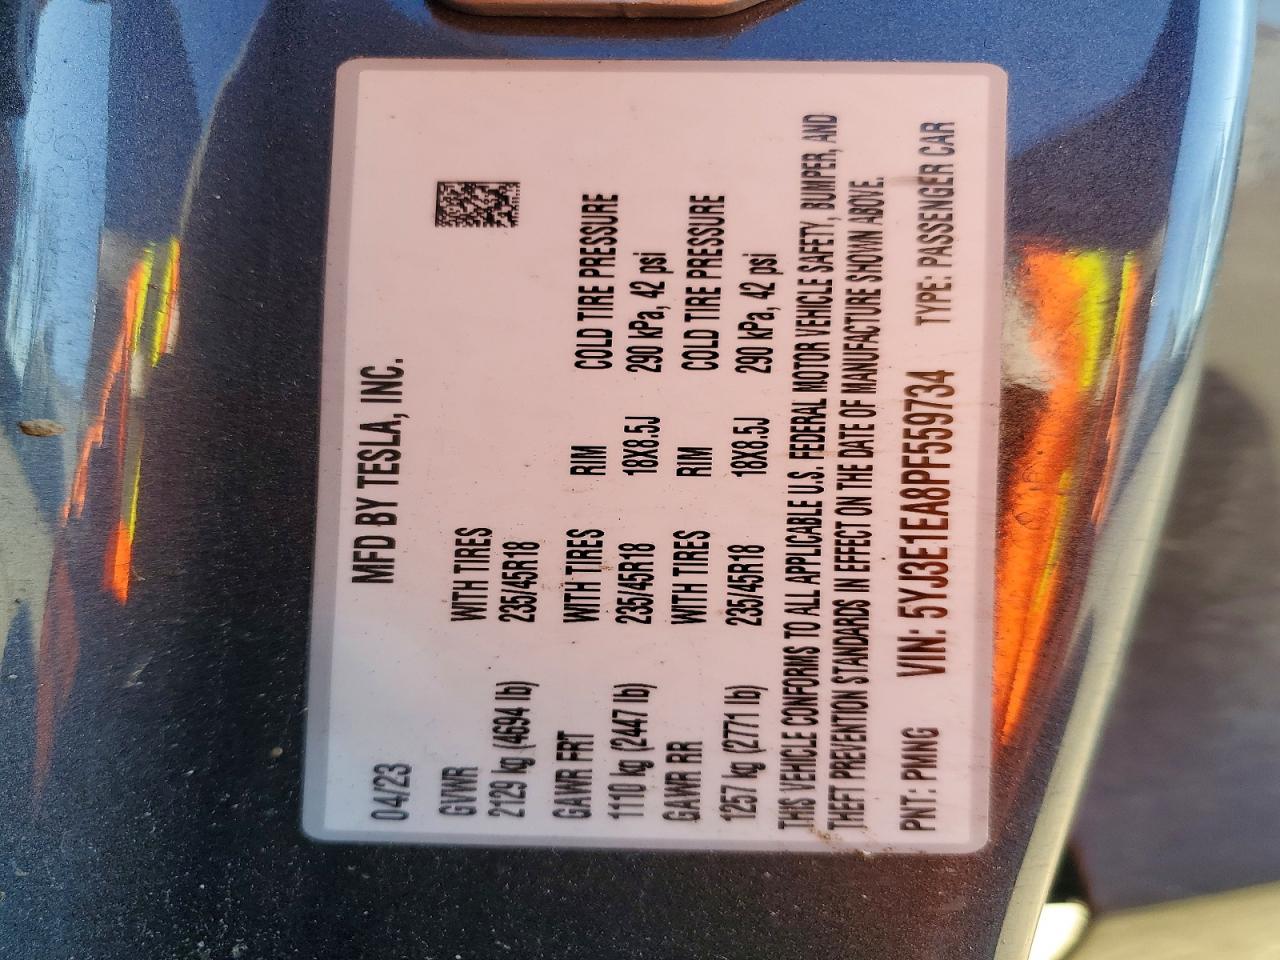 04/23 MFD BY TESLA, INC.
GVWR WITH TIRES
2129 kg (4694 lb) 235/45R18
GAWR FRT WITH TIRES RIM COLD TIRE PRESSURE
1110 kg (2447 lb) 235/45R18 18X8.5J 290 kPa, 42 psi
GAWR RR WITH TIRES RIM COLD TIRE PRESSURE
1257 kg (2771 lb) 235/45R18 18X8.5J 290 kPa, 42 psi
THIS VEHICLE CONFORMS TO ALL APPLICABLE U.S. FEDERAL MOTOR VEHICLE SAFETY, BUMPER, AND
THEFT PREVENTION STANDARDS IN EFFECT ON THE DATE OF MANUFACTURE SHOWN ABOVE.
PNT: PMNG VIN: 5YJ3E1EA8PF559734 TYPE: PASSENGER CAR